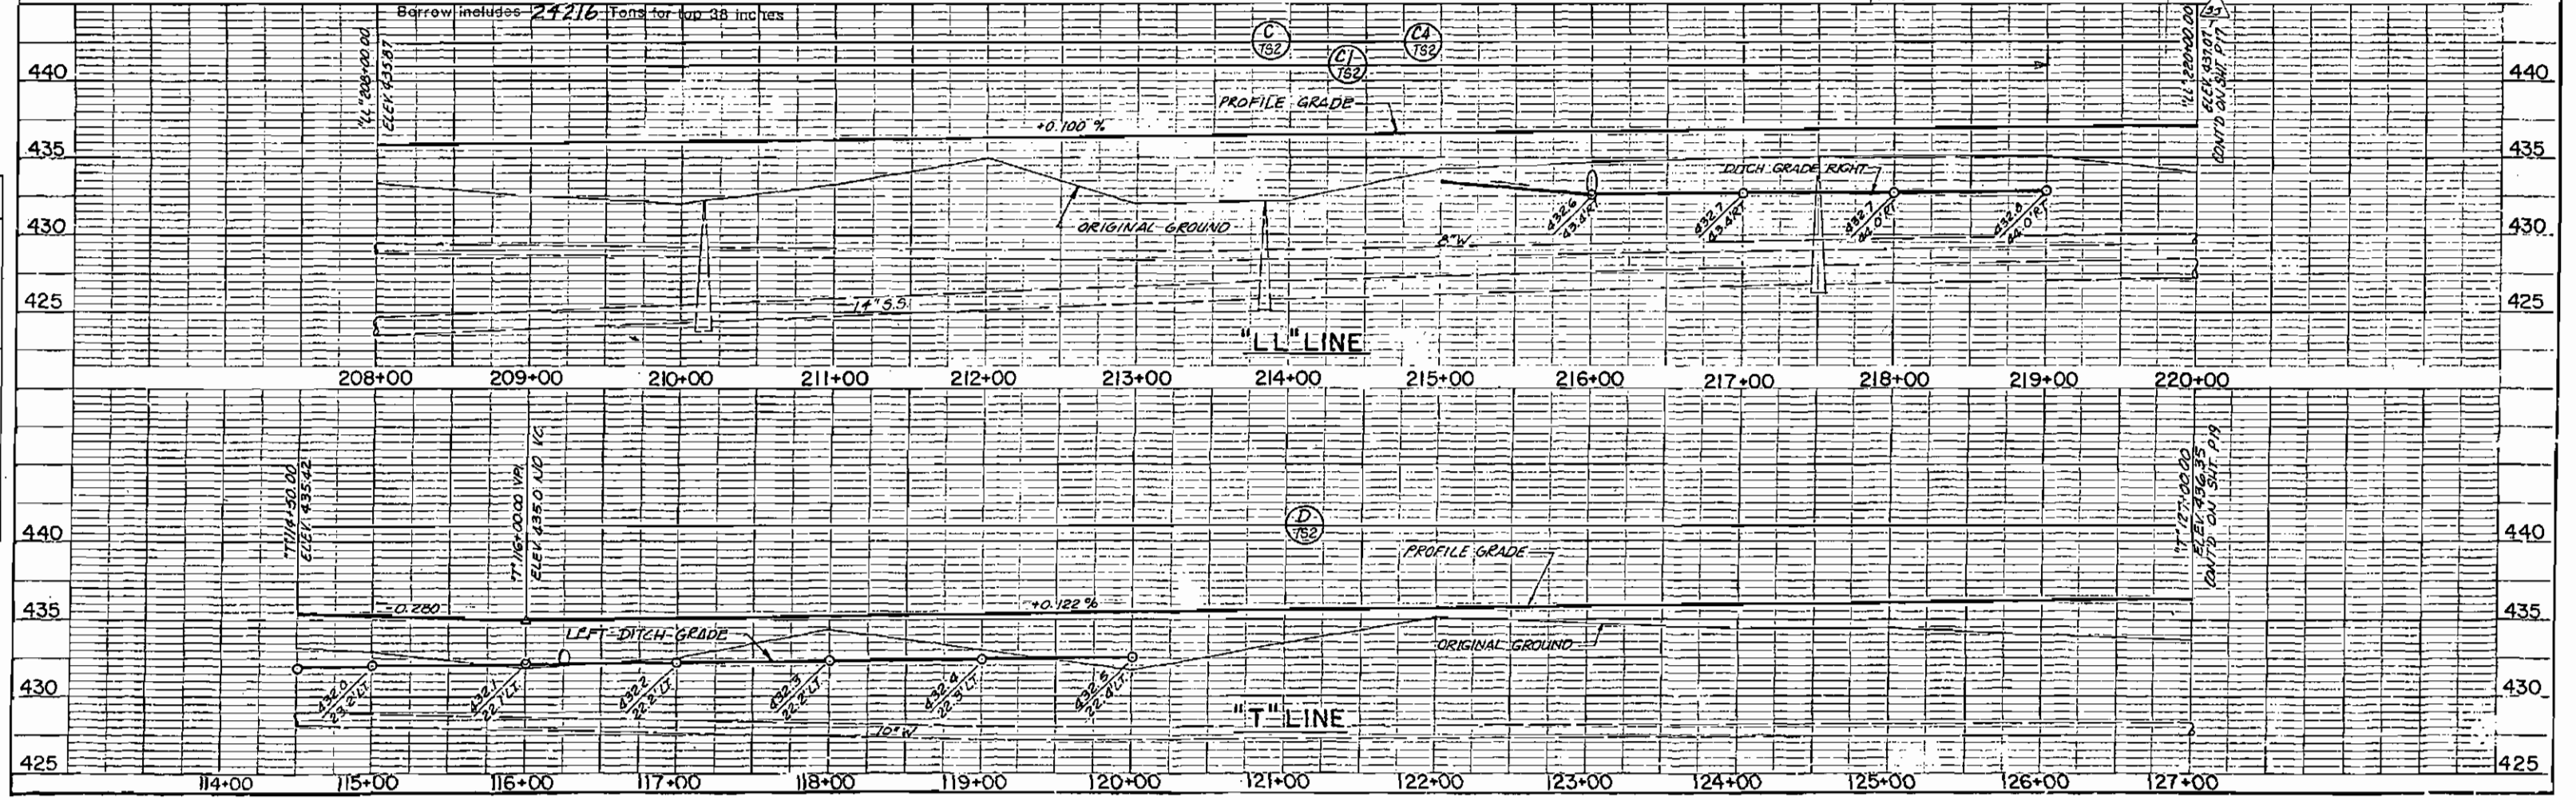 Borrow includes 24216 Tons for top 38 inches
"LL" 208+00.00
ELEV. 435.87
C
TS2
C1
TS2
C4
TS2
"LL" 220+00.00
ELEV. 437.07
CONT'D ON SHT. P17
440
440
PROFILE GRADE
+0.100 %
435
435
DITCH GRADE RIGHT
ORIGINAL GROUND
430
430
432.6
43.4'RT
432.7
43.4'RT
432.7
44.0'RT
432.8
44.0'RT
8"W
425
425
14" S.S.
"LL" LINE
208+00 209+00 210+00 211+00 212+00 213+00 214+00 215+00 216+00 217+00 218+00 219+00 220+00
"T" 114+50.00
ELEV. 435.42
"T" 116+00.00 VPI
ELEV. 435.0 NO VC.
D
TS2
"T" 127+00.00
ELEV. 436.35
CONT'D ON SHT. P19
440
440
PROFILE GRADE
435
435
-0.280
+0.122 %
LEFT DITCH GRADE
ORIGINAL GROUND
430
430
432.0
23.2'LT.
432.1
22.1'LT.
432.2
22.2'LT.
432.3
22.2'LT.
432.4
22.3'LT.
432.5
22.4'LT.
"T" LINE
10"W
425
425
114+00 115+00 116+00 117+00 118+00 119+00 120+00 121+00 122+00 123+00 124+00 125+00 126+00 127+00